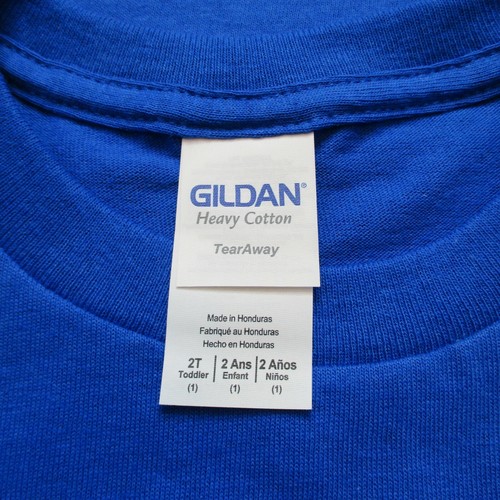 GILDAN®
Heavy Cotton
TearAway
Made in Honduras
Fabriqué au Honduras
Hecho en Honduras
2T | 2 Ans | 2 Años
Toddler | Enfant | Niños
(1) | (1) | (1)